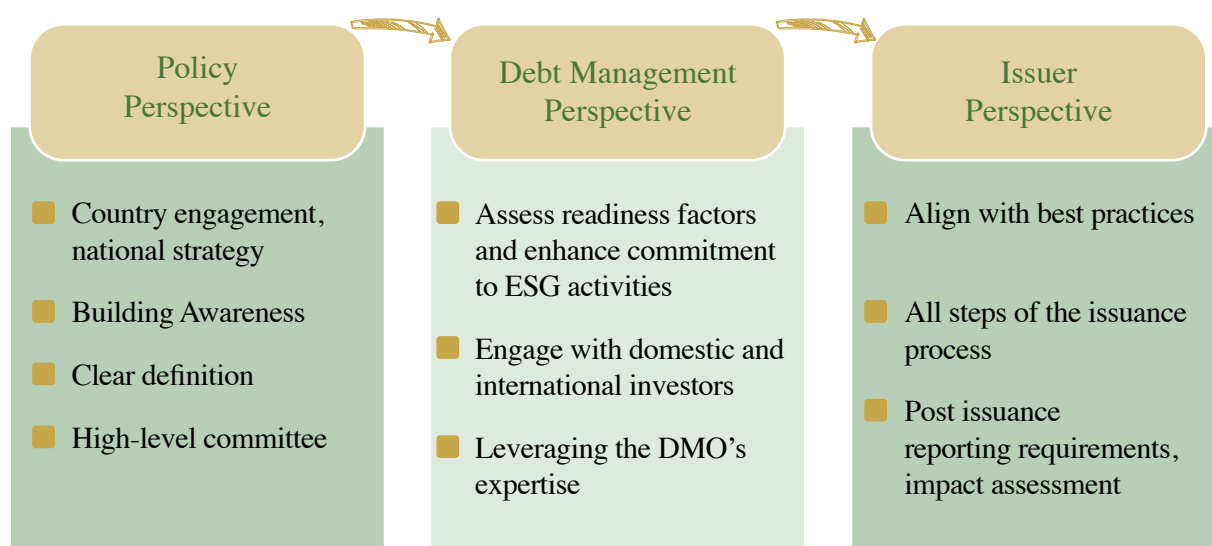 Policy
Perspective
Country engagement,
national strategy
Building Awareness
Clear definition
High-level committee
Debt Management
Perspective
Assess readiness factors
and enhance commitment
to ESG activities
Engage with domestic and
international investors
Leveraging the DMO's
expertise
Issuer
Perspective
Align with best practices
All steps of the issuance
process
Post issuance
reporting requirements,
impact assessment